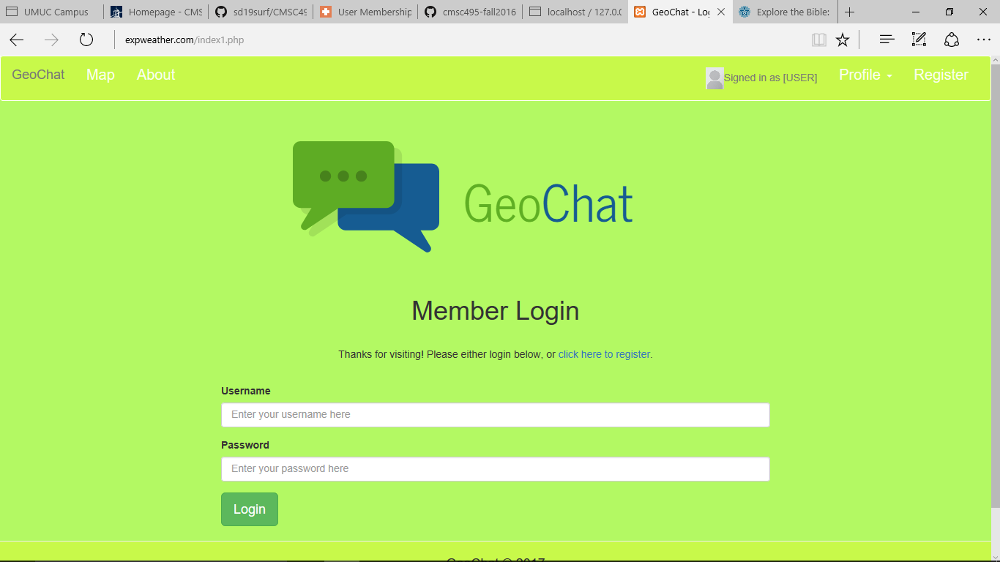 UMUC Campus
Homepage - CMS
sd19surf/CMSC49
User Membership
cmsc495-fall2016
localhost / 127.0.0
GeoChat - Log
Explore the Bible:
expweather.com/index1.php
GeoChat Map About Signed in as [USER] Profile Register
GeoChat
Member Login
Thanks for visiting! Please either login below, or click here to register.
Username
Enter your username here
Password
Enter your password here
Login
GeoChat © 2017